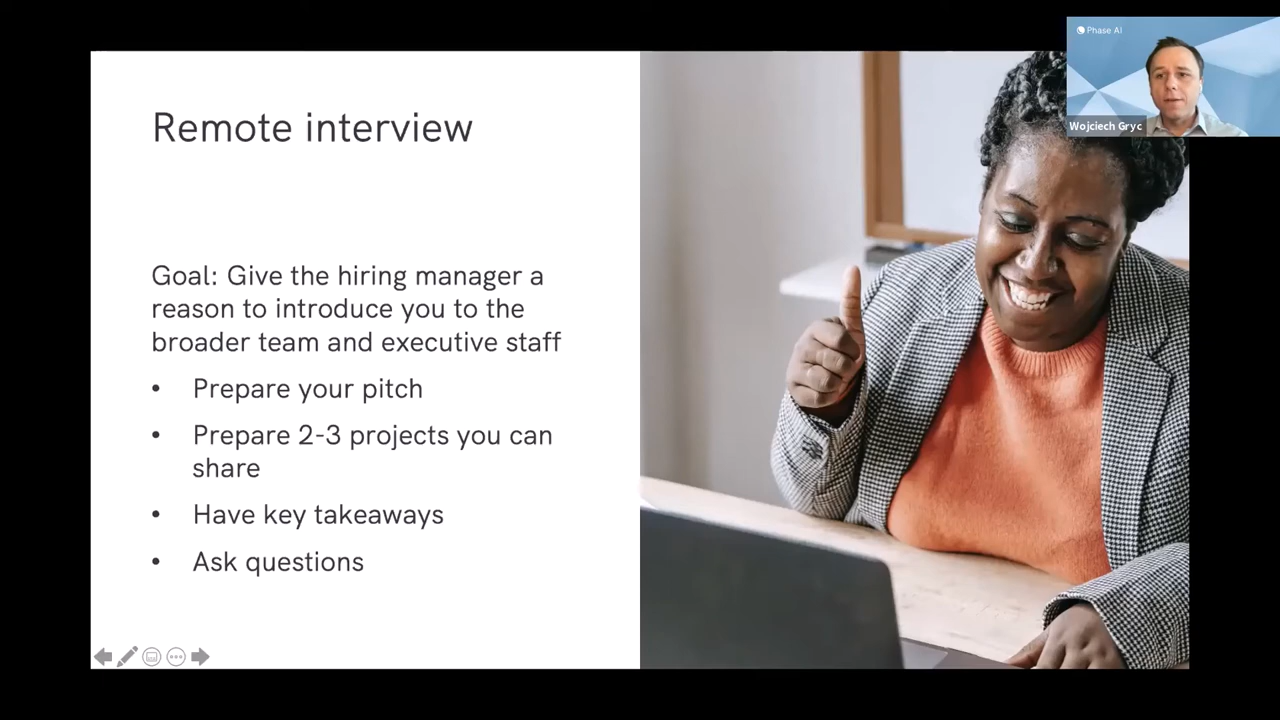 Phase AI
Wojciech Gryc
Remote interview
Goal: Give the hiring manager a
reason to introduce you to the
broader team and executive staff
• Prepare your pitch
• Prepare 2-3 projects you can
share
• Have key takeaways
• Ask questions